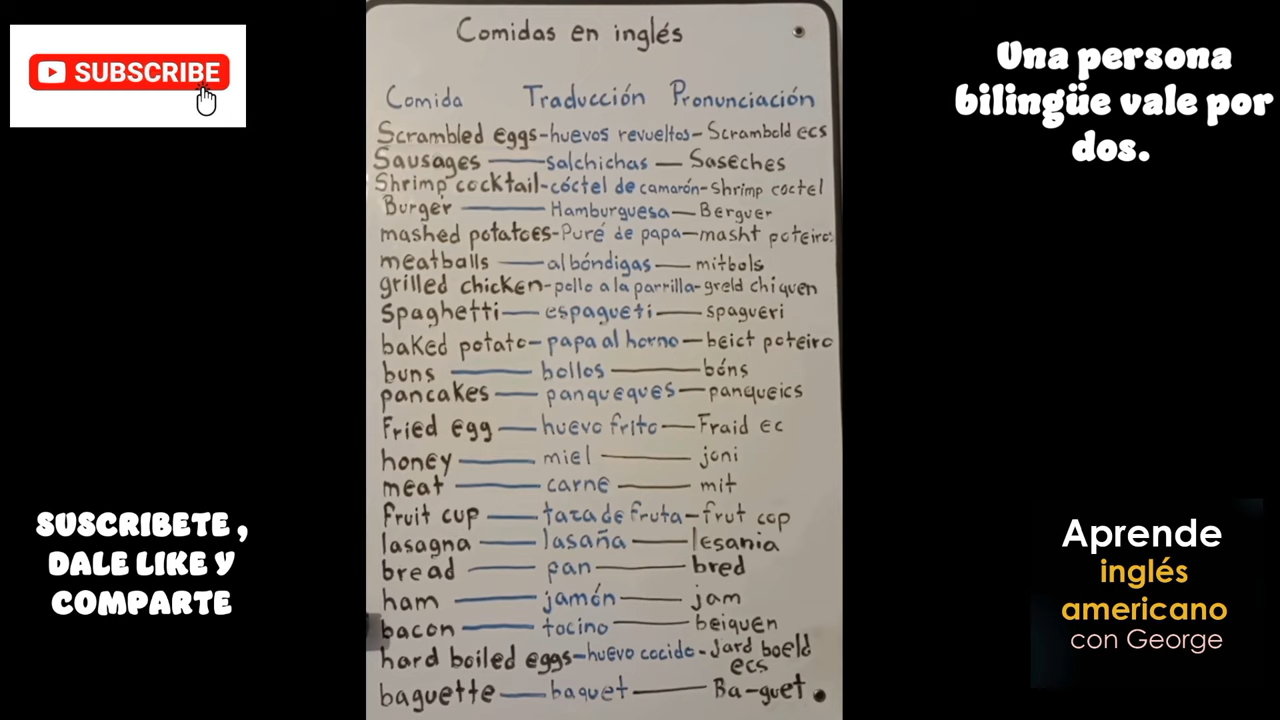 SUBSCRIBE
Comidas en inglés
Comida Traducción Pronunciación
Scrambled eggs-huevos revueltos-Scrambold ecs
Sausages — salchichas — Saseches
Shrimp cocktail-cóctel de camarón-shrimp coctel
Burger — Hamburguesa — Berguer
mashed potatoes-Puré de papa-masht poteiros
meatballs — albóndigas — mitbols
grilled chicken-pollo a la parrilla-greld chiquen
Spaghetti — espagueti — spagueri
baked potato-papa al horno-beict poteiro
buns — bollos — bóns
pancakes — panqueques — panqueics
Fried egg — huevo frito — Fraid ec
honey — miel — joni
meat — carne — mit
Fruit cup — taza de fruta-frut cop
lasagna — lasaña — lesania
bread — pan — bred
ham — jamón — jam
bacon — tocino — beiquen
hard boiled eggs-huevo cocido-Jard boeld
ecs
baguette — baguet — Ba-guet
Una persona
bilingüe vale por
dos.
SUSCRIBETE ,
DALE LIKE Y
COMPARTE
Aprende
inglés
americano
con George